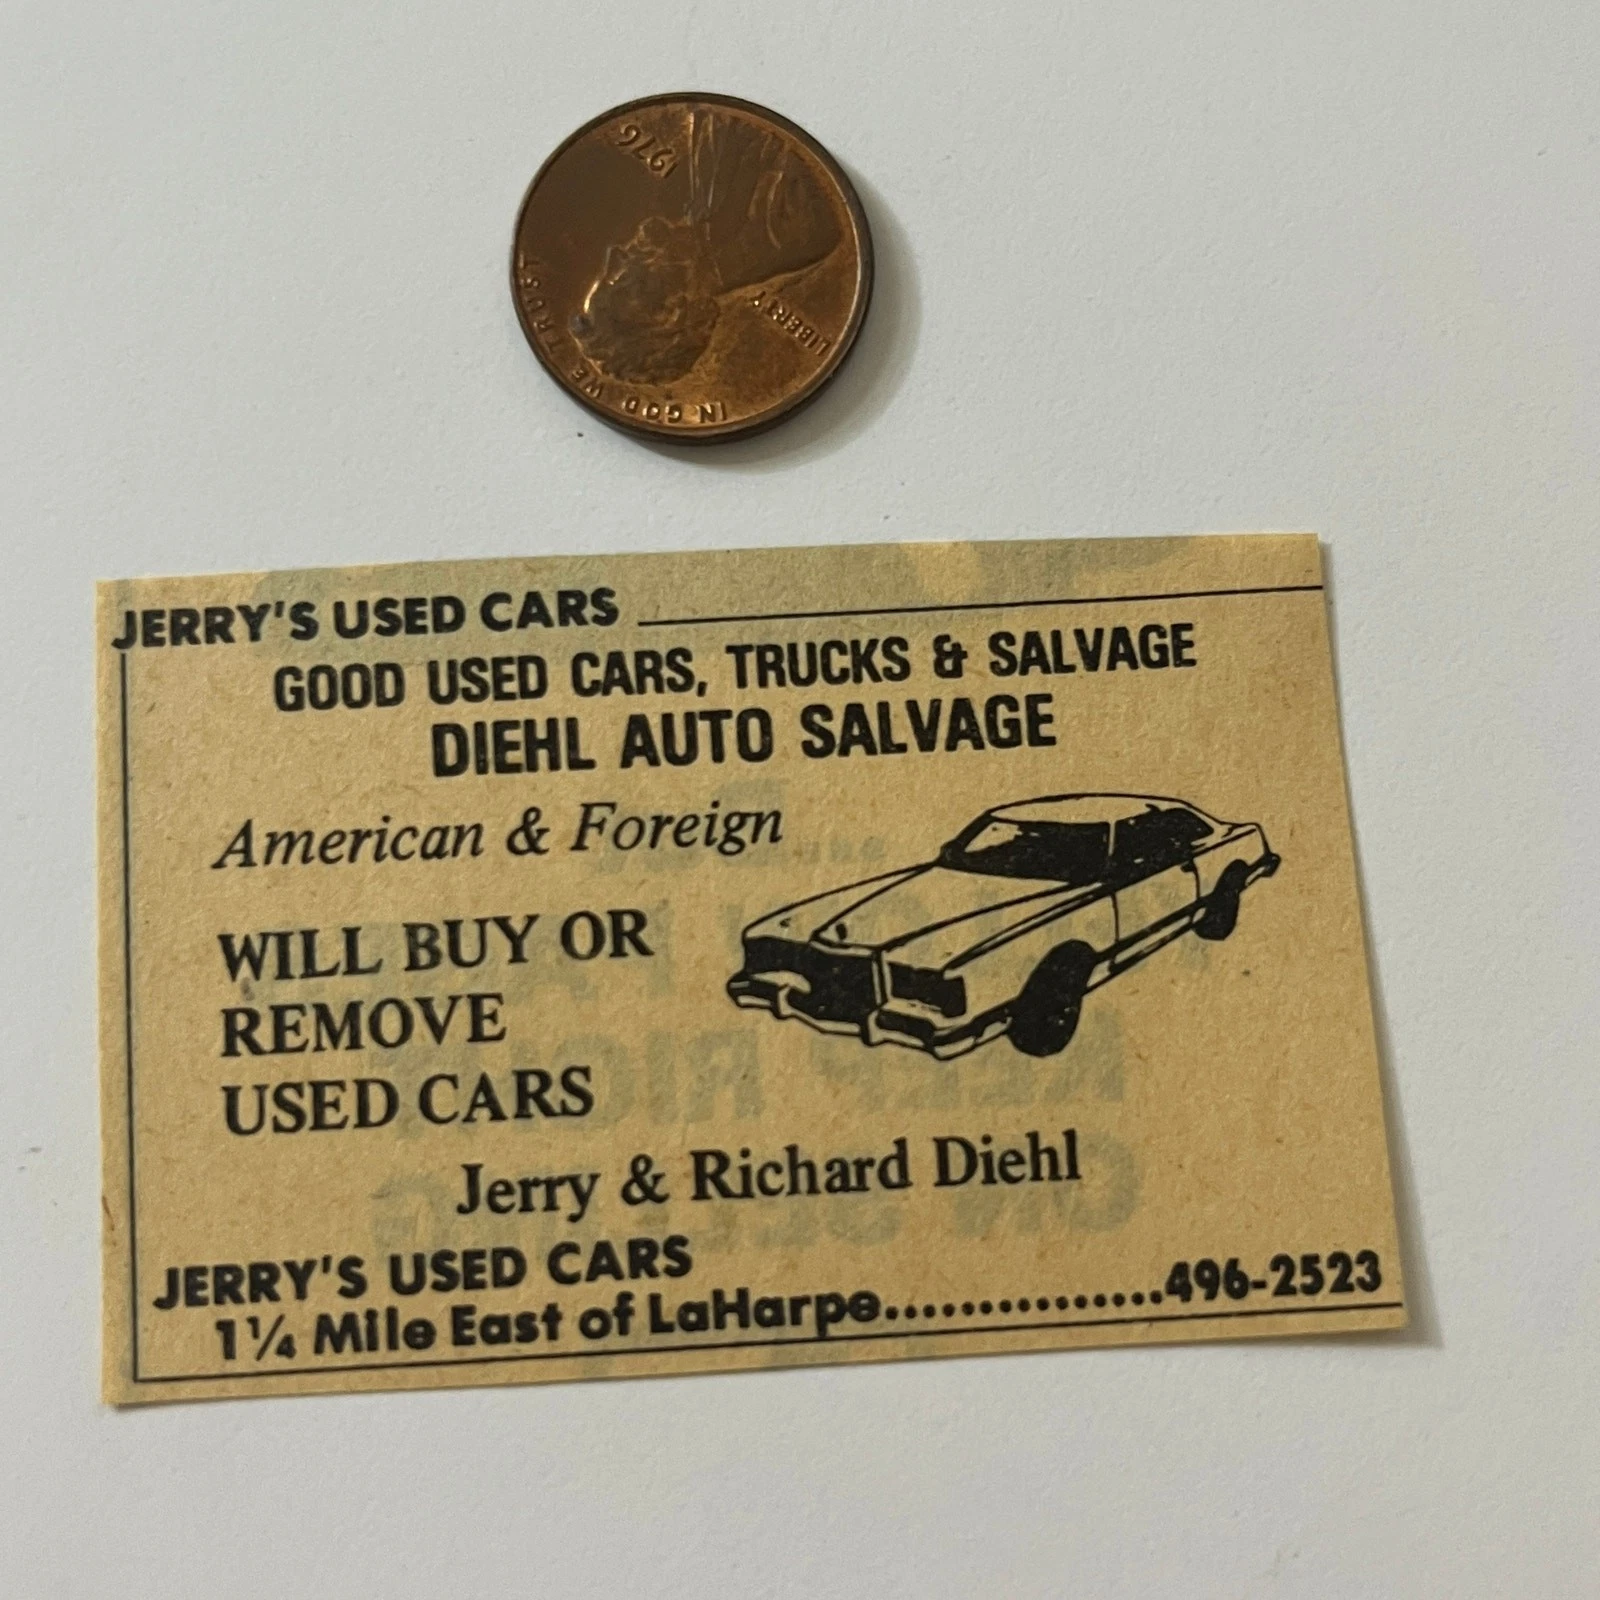 1976
LIBERTY
IN GOD WE TRUST
JERRY'S USED CARS
GOOD USED CARS, TRUCKS & SALVAGE
DIEHL AUTO SALVAGE
American & Foreign
WILL BUY OR
REMOVE
USED CARS
Jerry & Richard Diehl
JERRY'S USED CARS
1¼ Mile East of LaHarpe...............496-2523